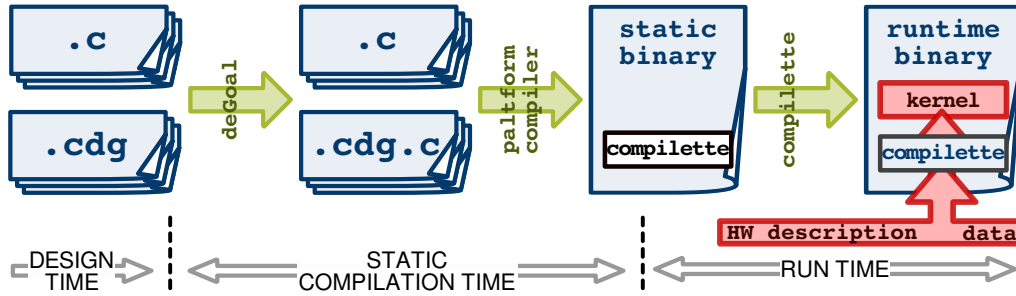 .c
.cdg
deGoal
.c
.cdg.c
paltform
compiler
static
binary
compilette
compilette
runtime
binary
kernel
compilette
HW description data
DESIGN
TIME
STATIC
COMPILATION TIME
RUN TIME